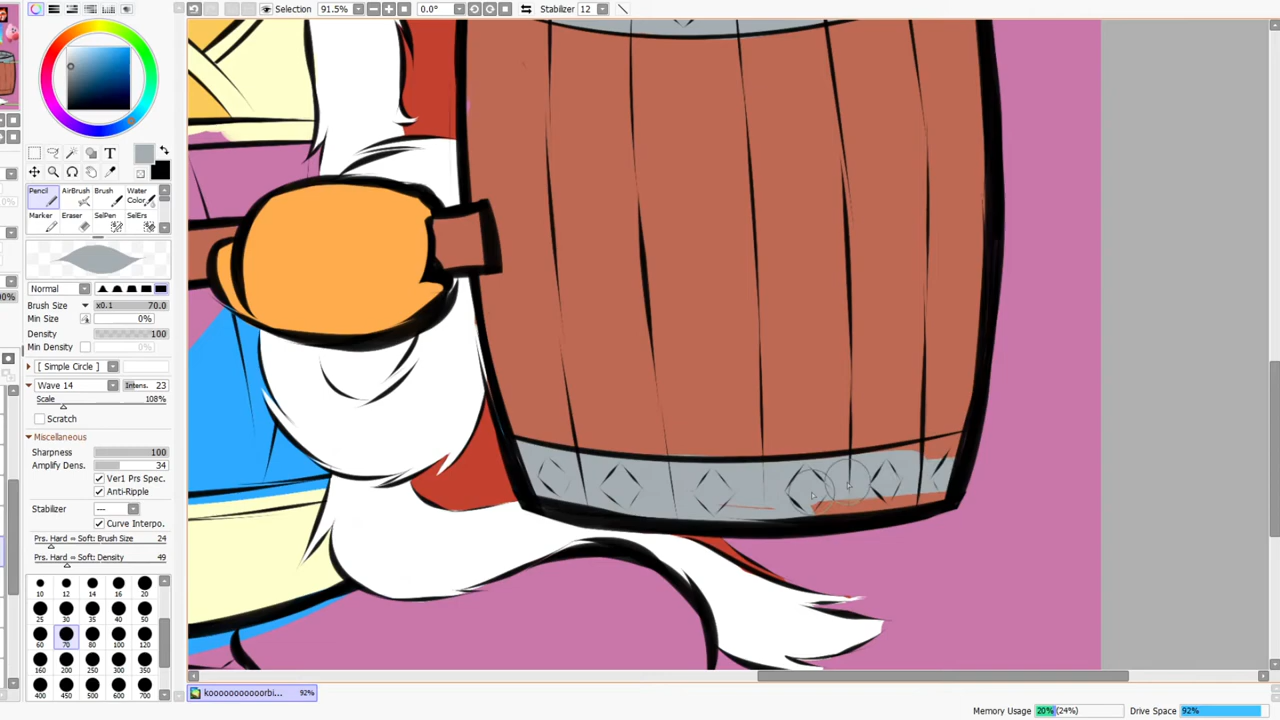 Selection 91.5% 0.0° Stabilizer 12
T
Pencil AirBrush Brush Water Color
Marker Eraser SelPen SelErs
Normal
Brush Size x0.1 70.0
Min Size 0%
Density 100
Min Density 0%
[ Simple Circle ]
Wave 14 Intens. 23
Scale 108%
Scratch
Miscellaneous
Sharpness 100
Amplify Dens. 34
Ver1 Prs Spec.
Anti-Ripple
Stabilizer ---
Curve Interpo.
Prs. Hard ⇔ Soft: Brush Size 24
Prs. Hard ⇔ Soft: Density 49
10 12 14 16 20
25 30 35 40 50
60 70 80 100 120
160 200 250 300 350
400 450 500 600 700
kooooooooooorbi... 92%
Memory Usage 20% (24%) Drive Space 92%